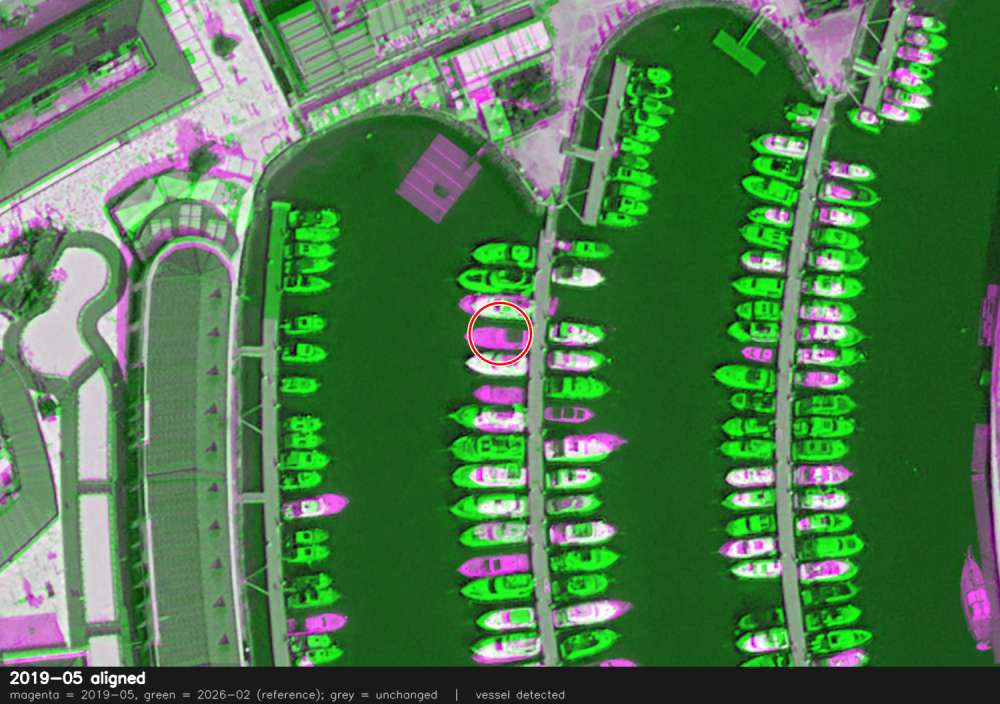 2019-05 aligned
magenta = 2019-05, green = 2026-02 (reference); grey = unchanged | vessel detected